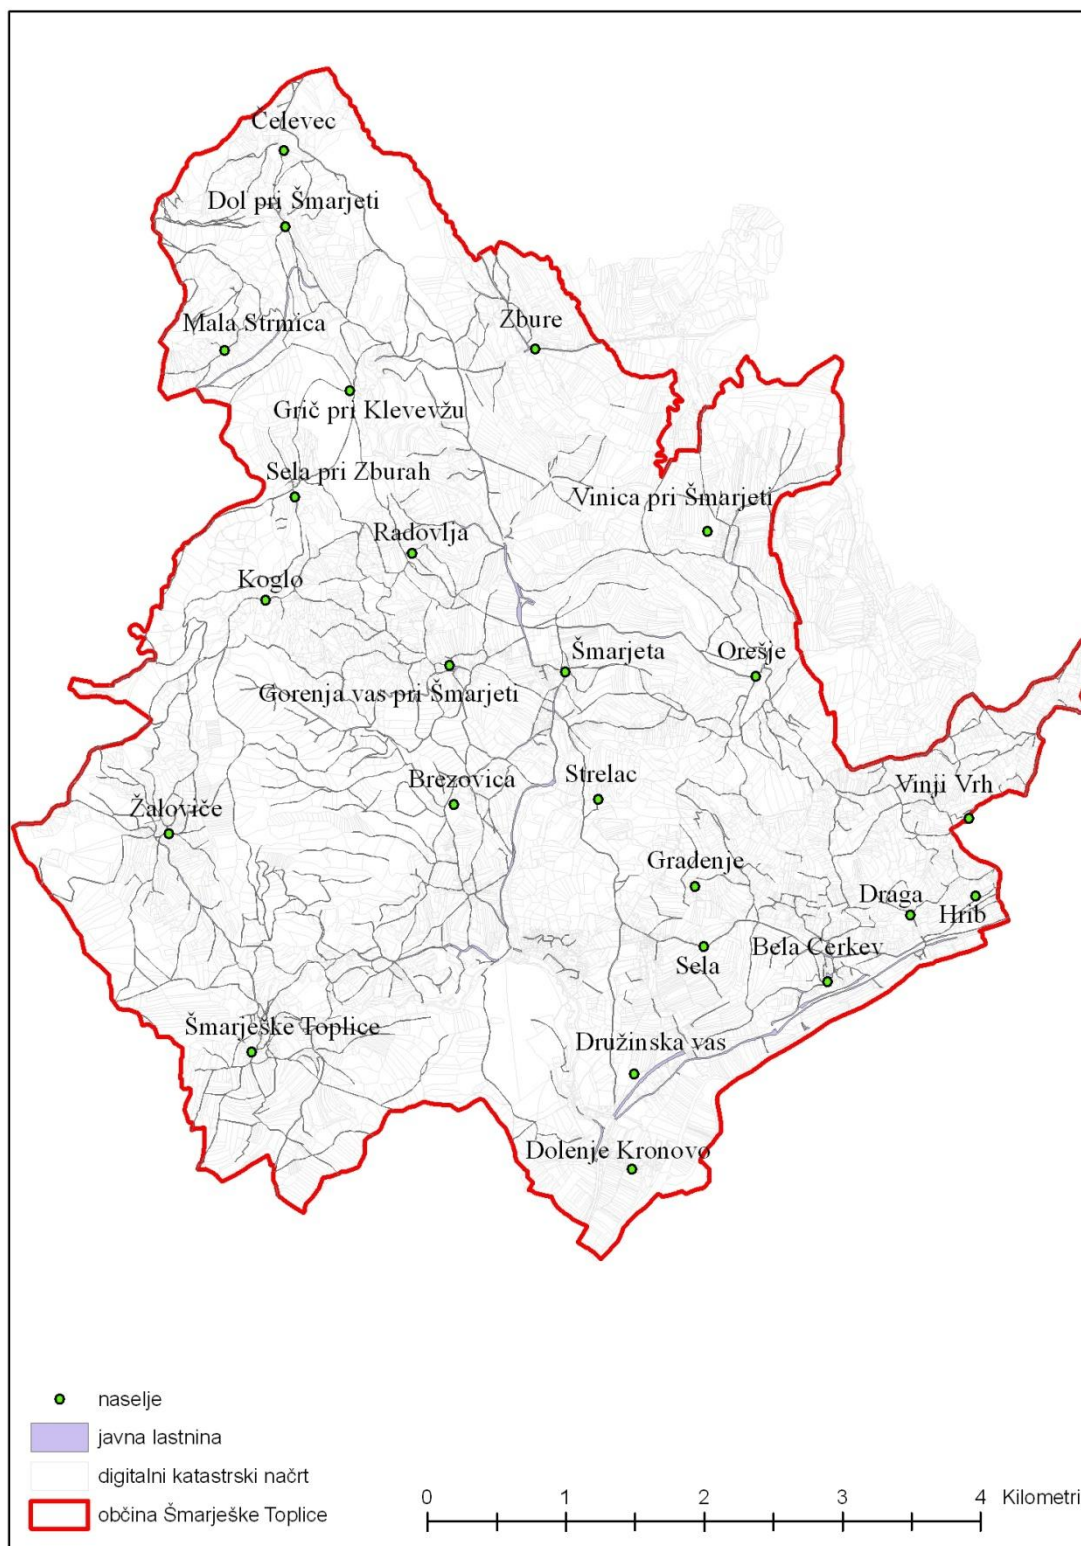 Čelevec
Dol pri Šmarjeti
Mala Strmica
Zbure
Grič pri Klevevžu
Sela pri Zburah
Vinica pri Šmarjeti
Radovlja
Koglo
Šmarjeta
Orešje
Gorenja vas pri Šmarjeti
Brezovica
Strelac
Vinji Vrh
Žaloviče
Gradenje
Draga
Hrib
Bela Cerkev
Sela
Šmarješke Toplice
Družinska vas
Dolenje Kronovo
naselje
javna lastnina
digitalni katastrski načrt
občina Šmarješke Toplice
0 1 2 3 4 Kilometri